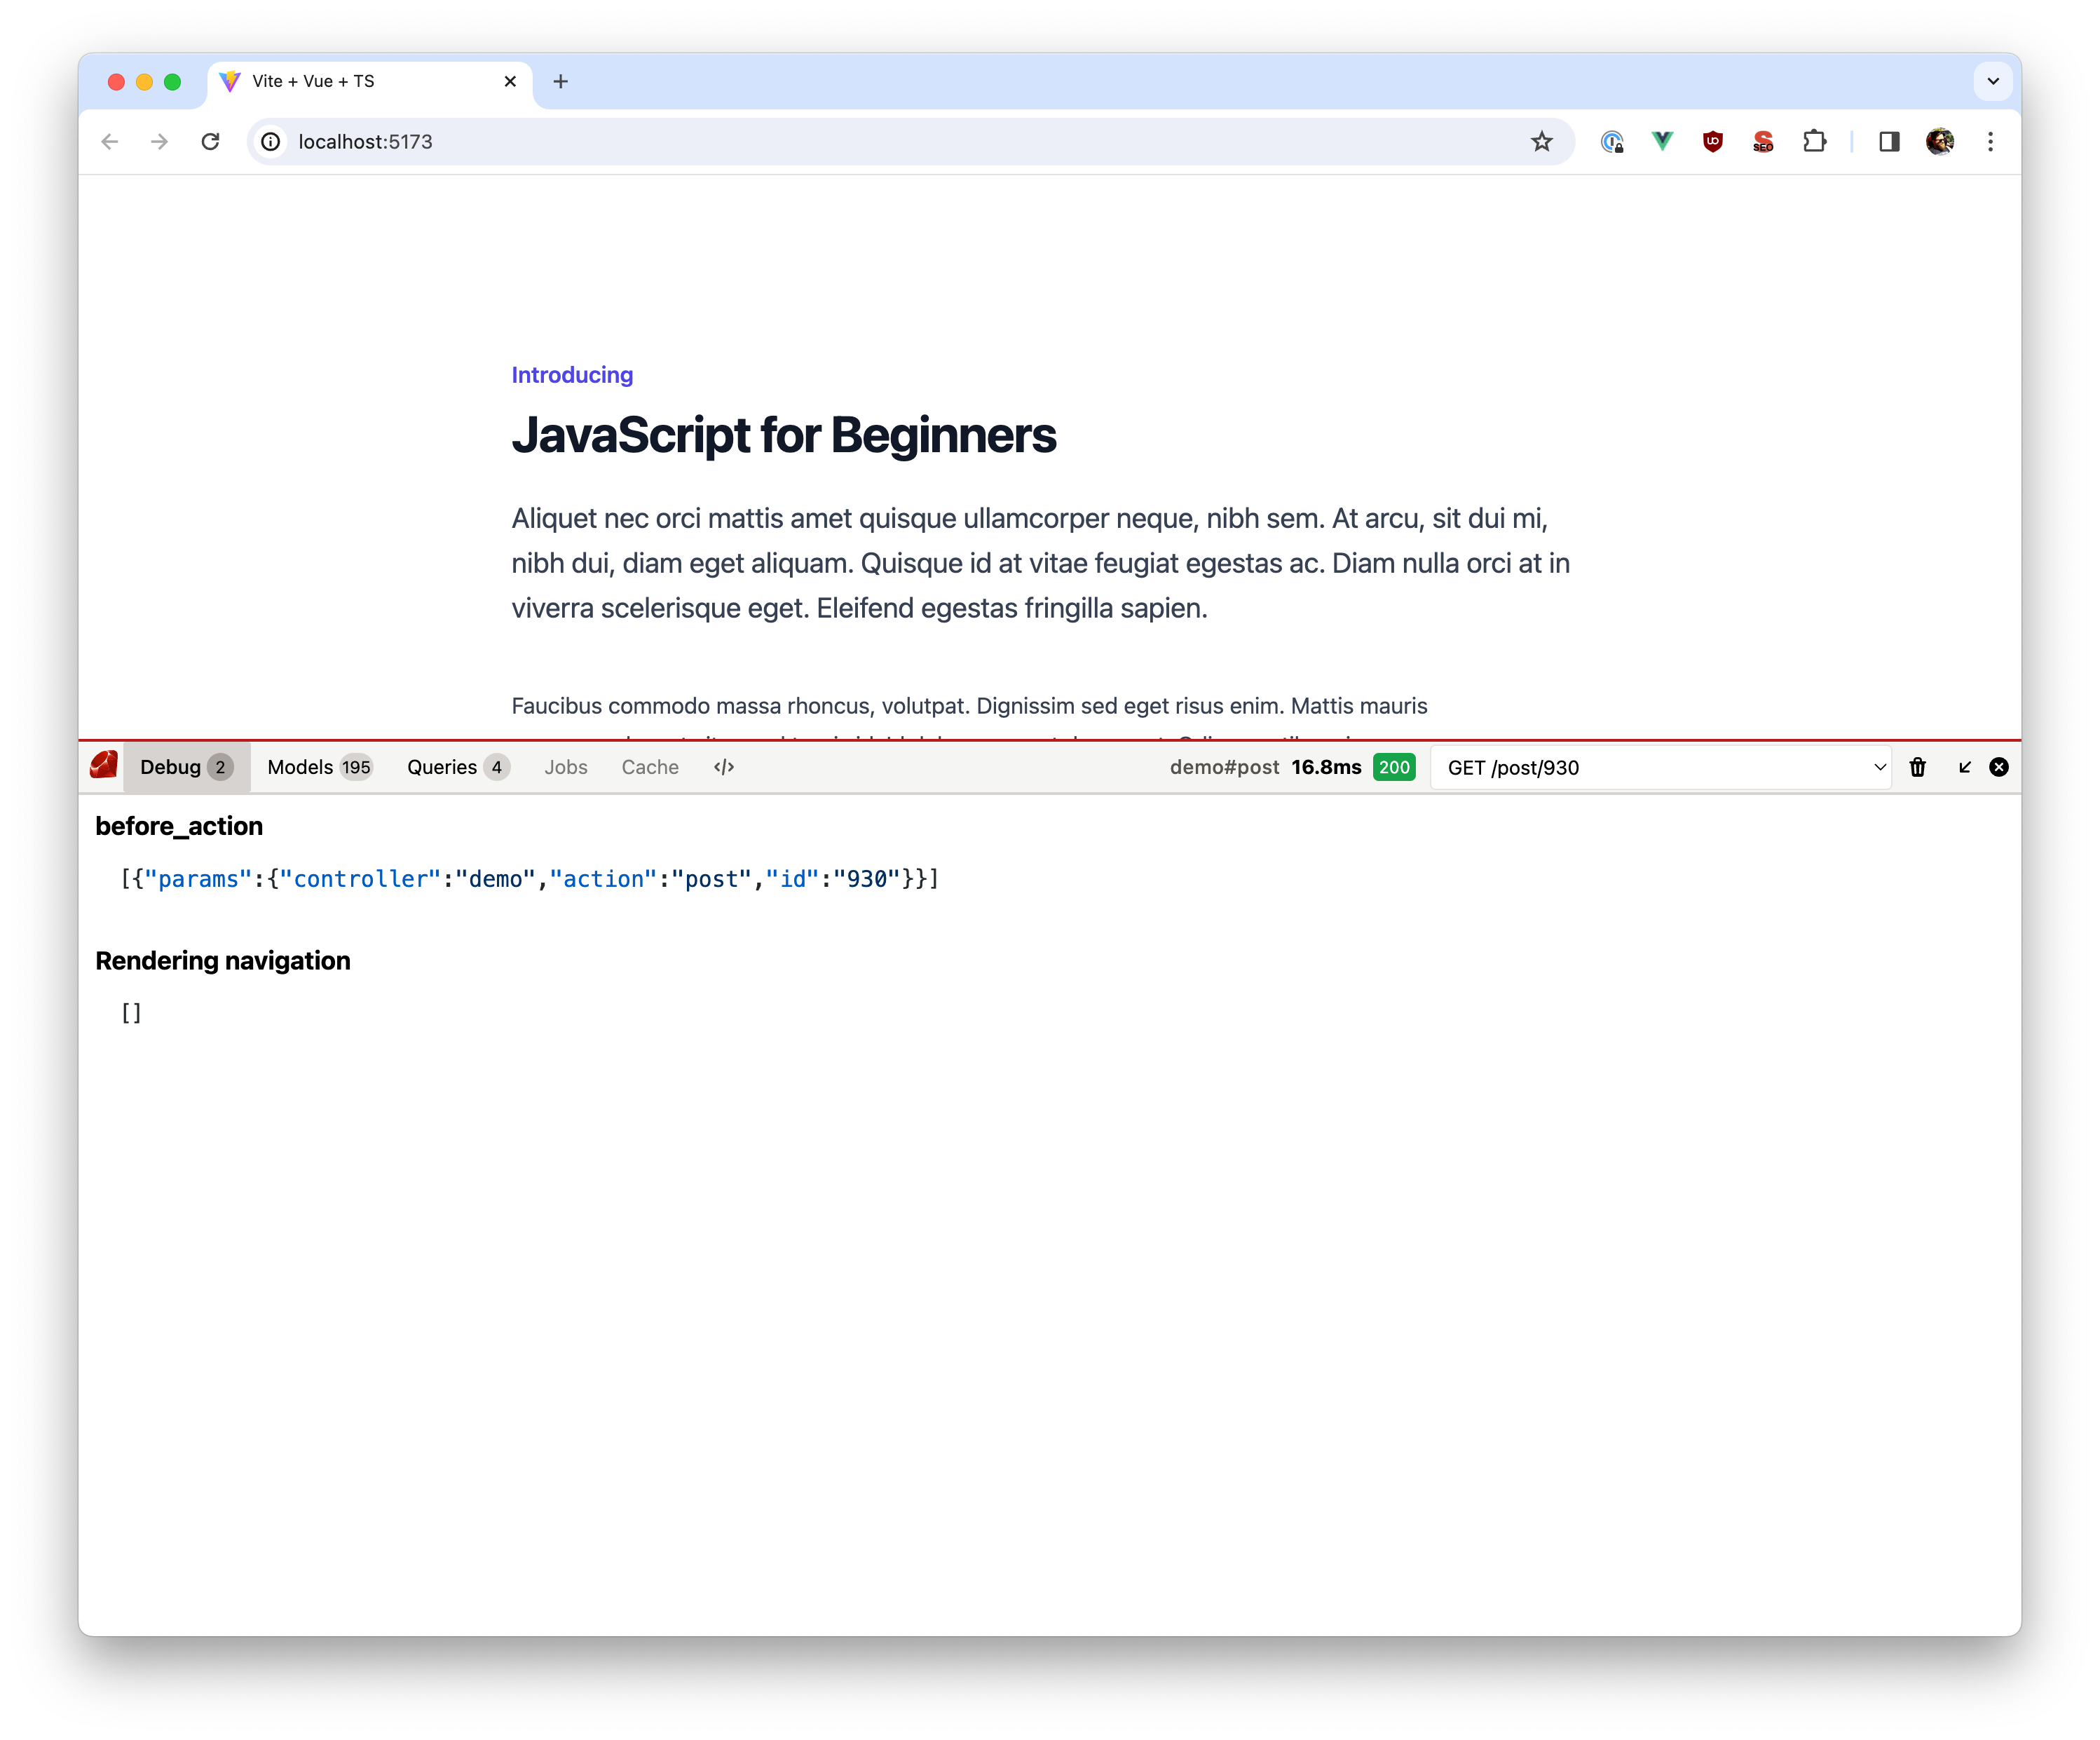 Vite + Vue + TS
localhost:5173
SEO
Introducing
JavaScript for Beginners
Aliquet nec orci mattis amet quisque ullamcorper neque, nibh sem. At arcu, sit dui mi,
nibh dui, diam eget aliquam. Quisque id at vitae feugiat egestas ac. Diam nulla orci at in
viverra scelerisque eget. Eleifend egestas fringilla sapien.
Faucibus commodo massa rhoncus, volutpat. Dignissim sed eget risus enim. Mattis mauris
Debug 2 Models 195 Queries 4 Jobs Cache </> demo#post 16.8ms 200 GET /post/930
before_action
[{"params":{"controller":"demo","action":"post","id":"930"}}]
Rendering navigation
[]